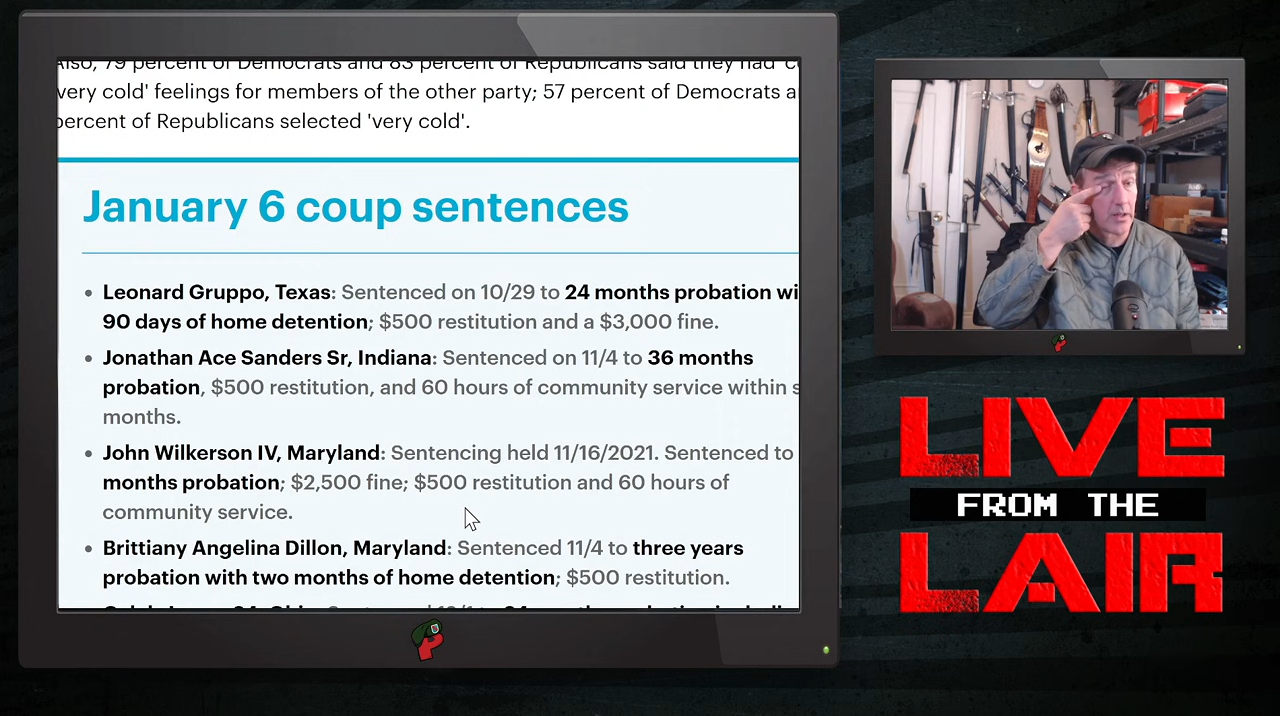 Also, 79 percent of Democrats and 83 percent of Republicans said they had
'very cold' feelings for members of the other party; 57 percent of Democrats
percent of Republicans selected 'very cold'.
January 6 coup sentences
• Leonard Gruppo, Texas: Sentenced on 10/29 to 24 months probation wi
90 days of home detention; $500 restitution and a $3,000 fine.
• Jonathan Ace Sanders Sr, Indiana: Sentenced on 11/4 to 36 months
probation, $500 restitution, and 60 hours of community service within s
months.
• John Wilkerson IV, Maryland: Sentencing held 11/16/2021. Sentenced to
months probation; $2,500 fine; $500 restitution and 60 hours of
community service.
• Brittiany Angelina Dillon, Maryland: Sentenced 11/4 to three years
probation with two months of home detention; $500 restitution.
LIVE
FROM THE
LAIR